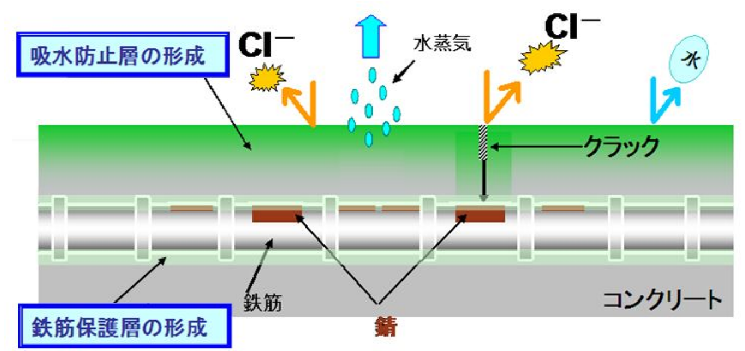 吸水防止層の形成
Cl−
水蒸気
Cl−
水
クラック
鉄筋
錆
コンクリート
鉄筋保護層の形成